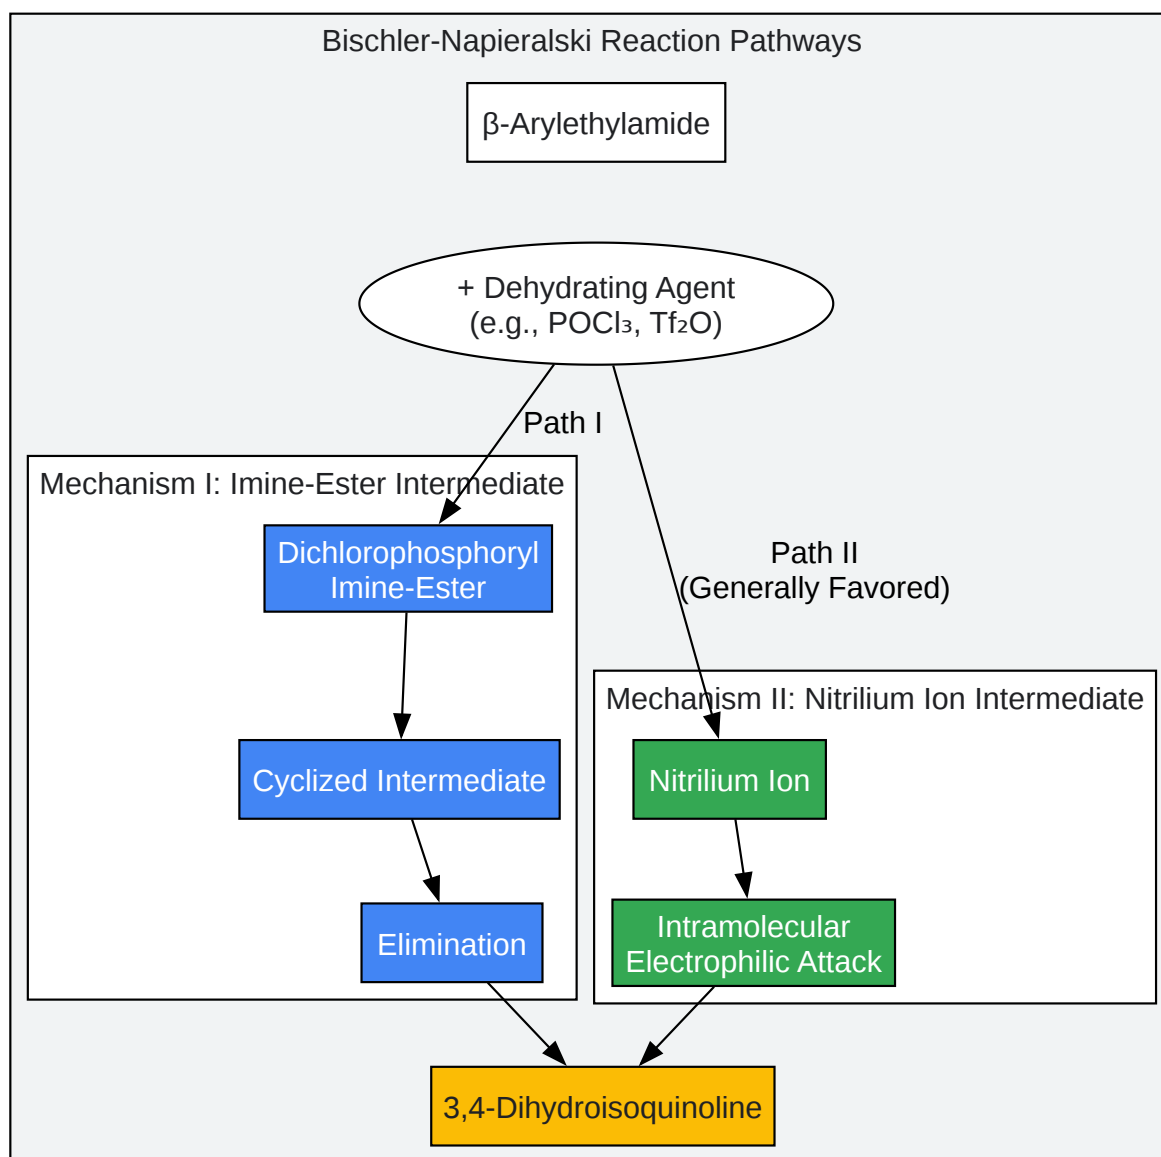 Bischler-Napieralski Reaction Pathways
β-Arylethylamide
+ Dehydrating Agent
(e.g., POCl₃, Tf₂O)
Path I
Mechanism I: Imine-Ester Intermediate
Dichlorophosphoryl
Imine-Ester
Path II
(Generally Favored)
Mechanism II: Nitrilium Ion Intermediate
Cyclized Intermediate
Nitrilium Ion
Elimination
Intramolecular
Electrophilic Attack
3,4-Dihydroisoquinoline